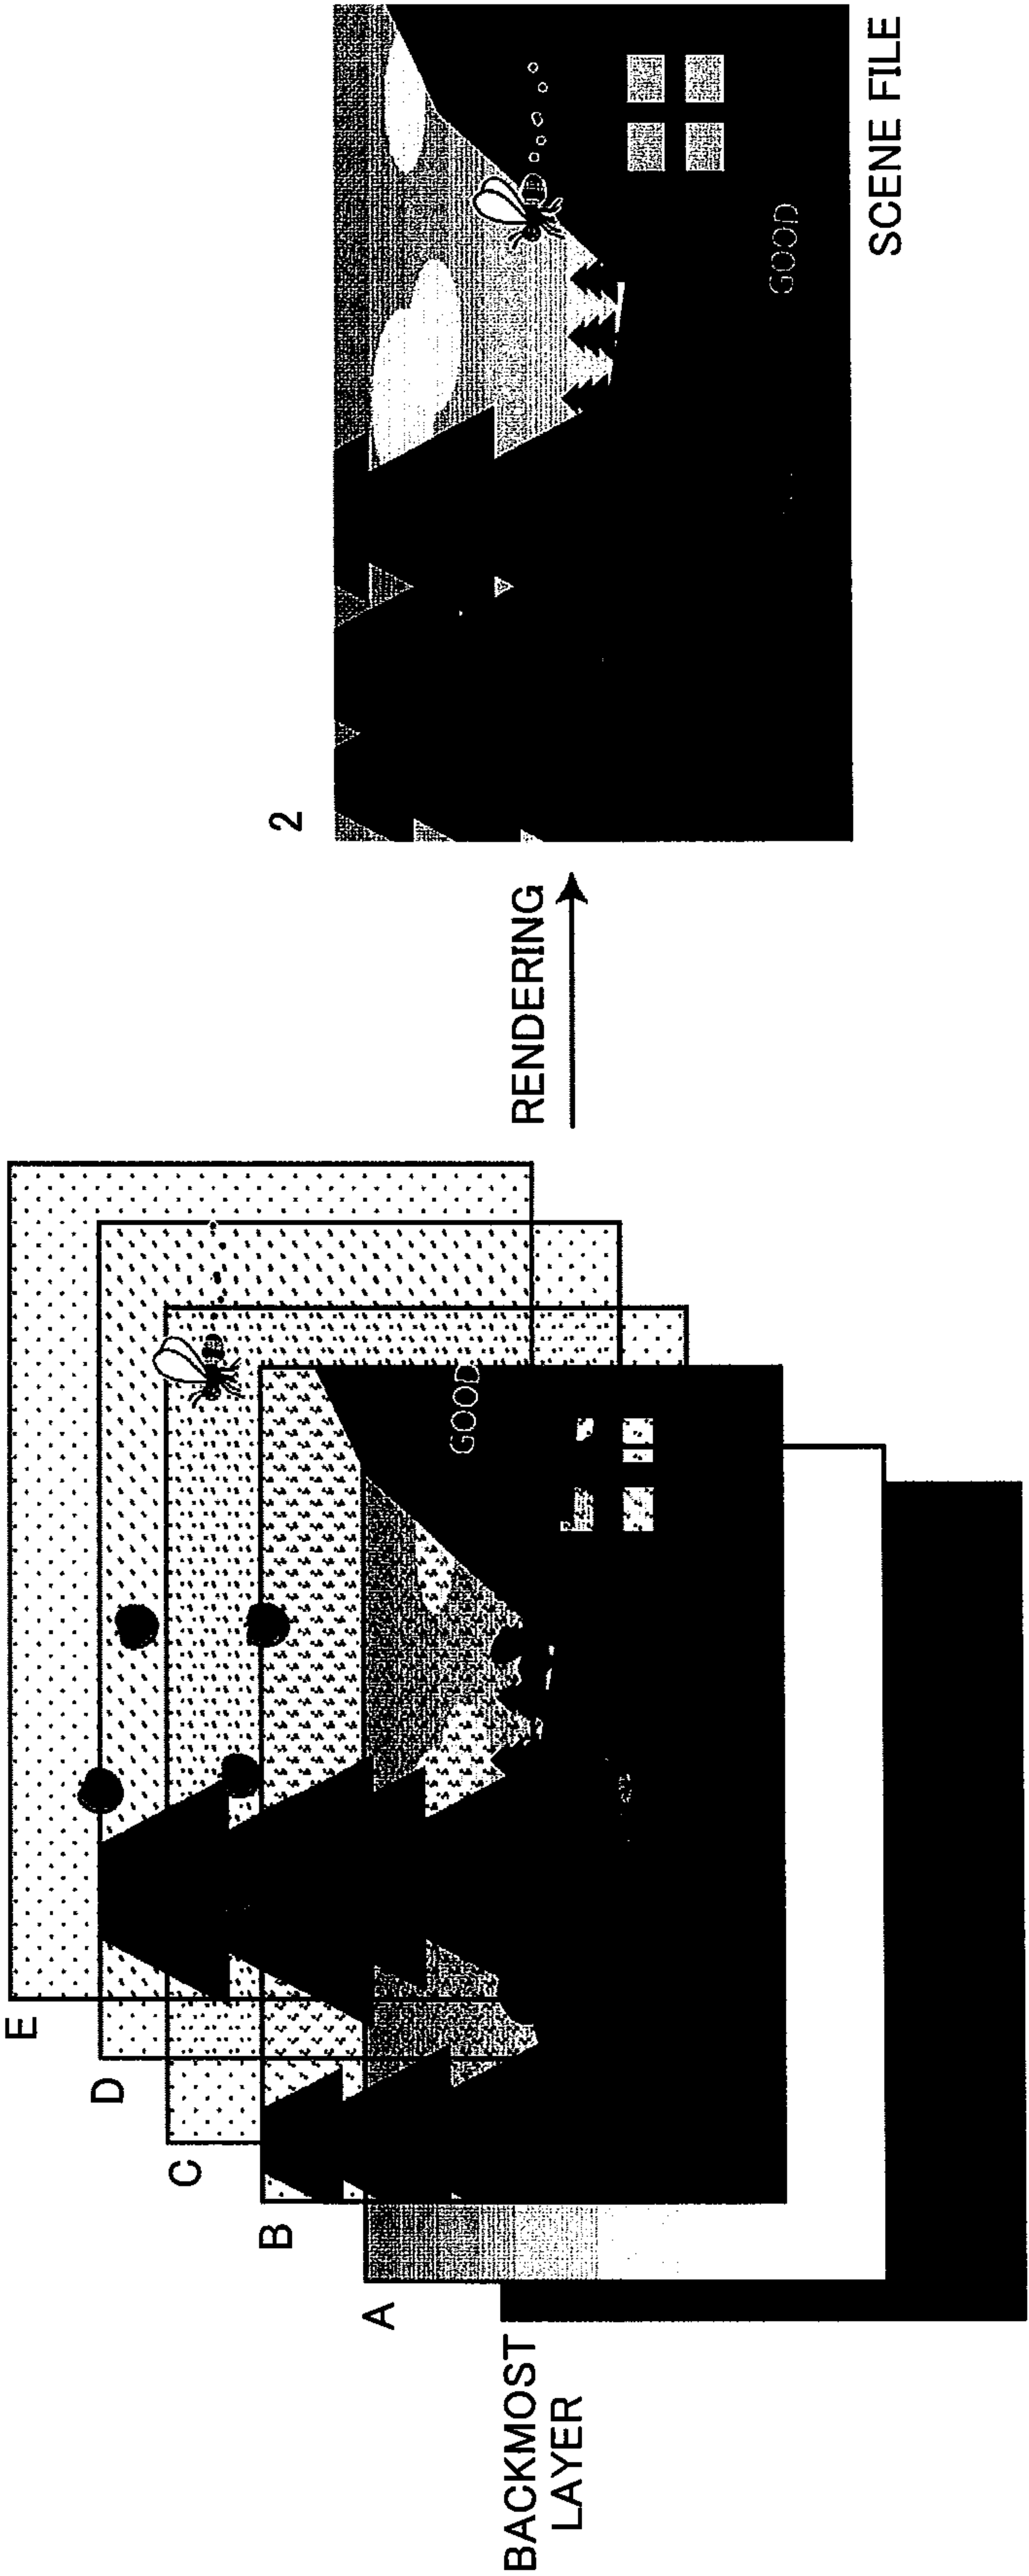 BACKMOST
LAYER
A
B
C
D
E
GOOD
RENDERING
2
GOOD
SCENE FILE